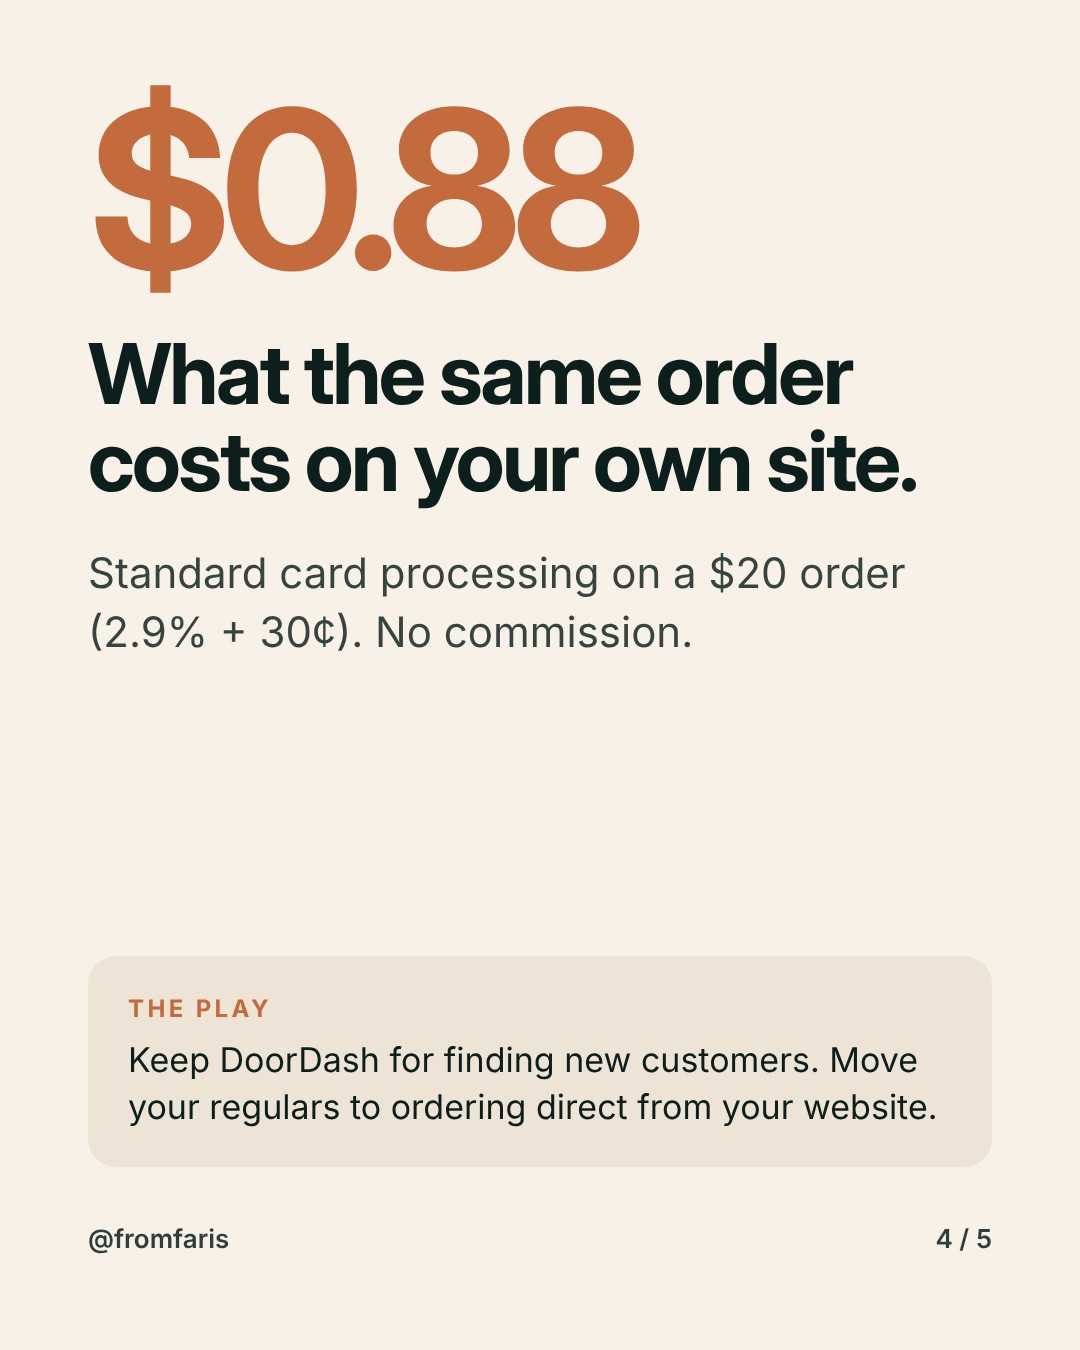 $0.88
What the same order
costs on your own site.
Standard card processing on a $20 order
(2.9% + 30¢). No commission.
THE PLAY
Keep DoorDash for finding new customers. Move
your regulars to ordering direct from your website.
@fromfaris
4 / 5